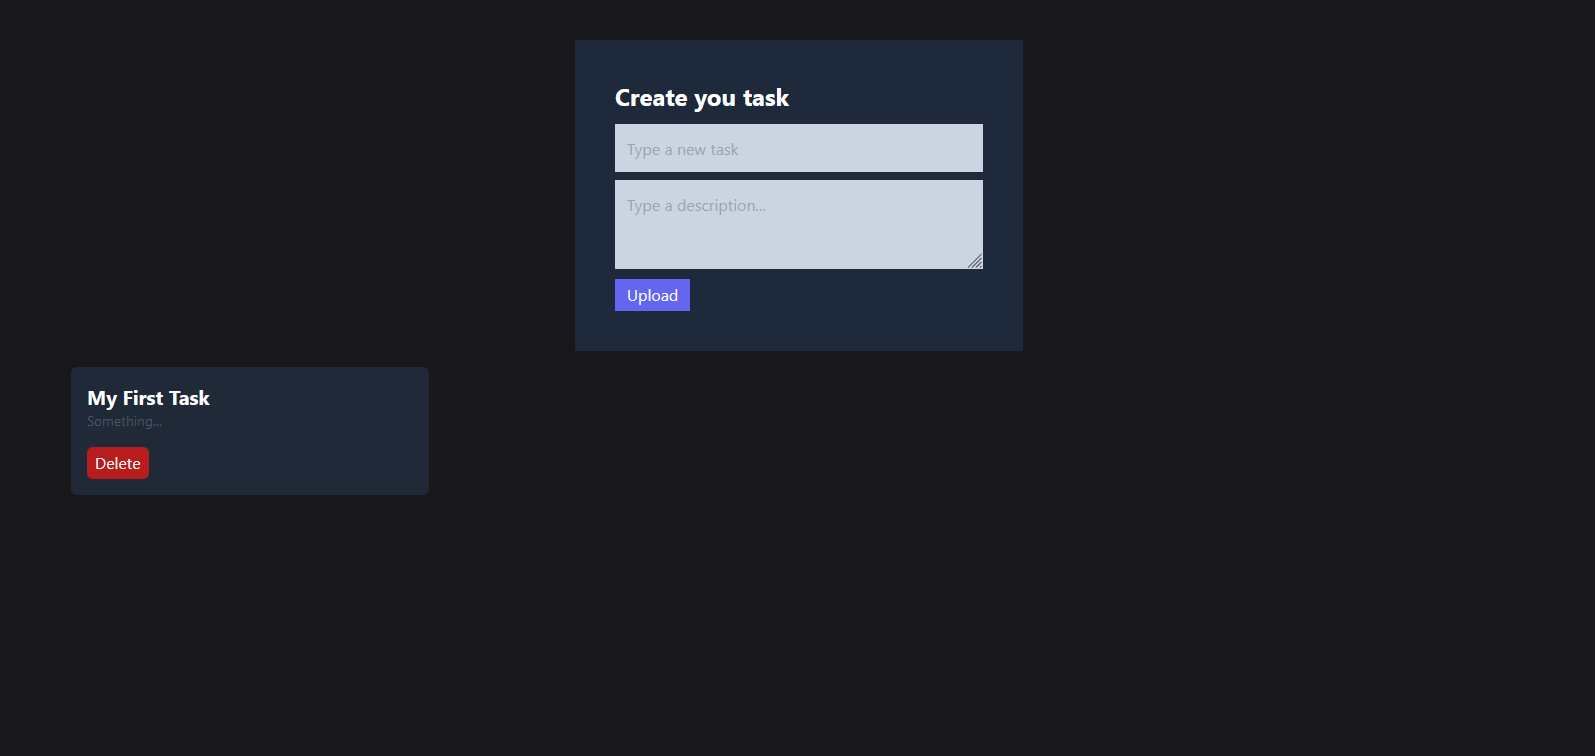 Create you task
Type a new task
Type a description...
Upload
My First Task
Something...
Delete